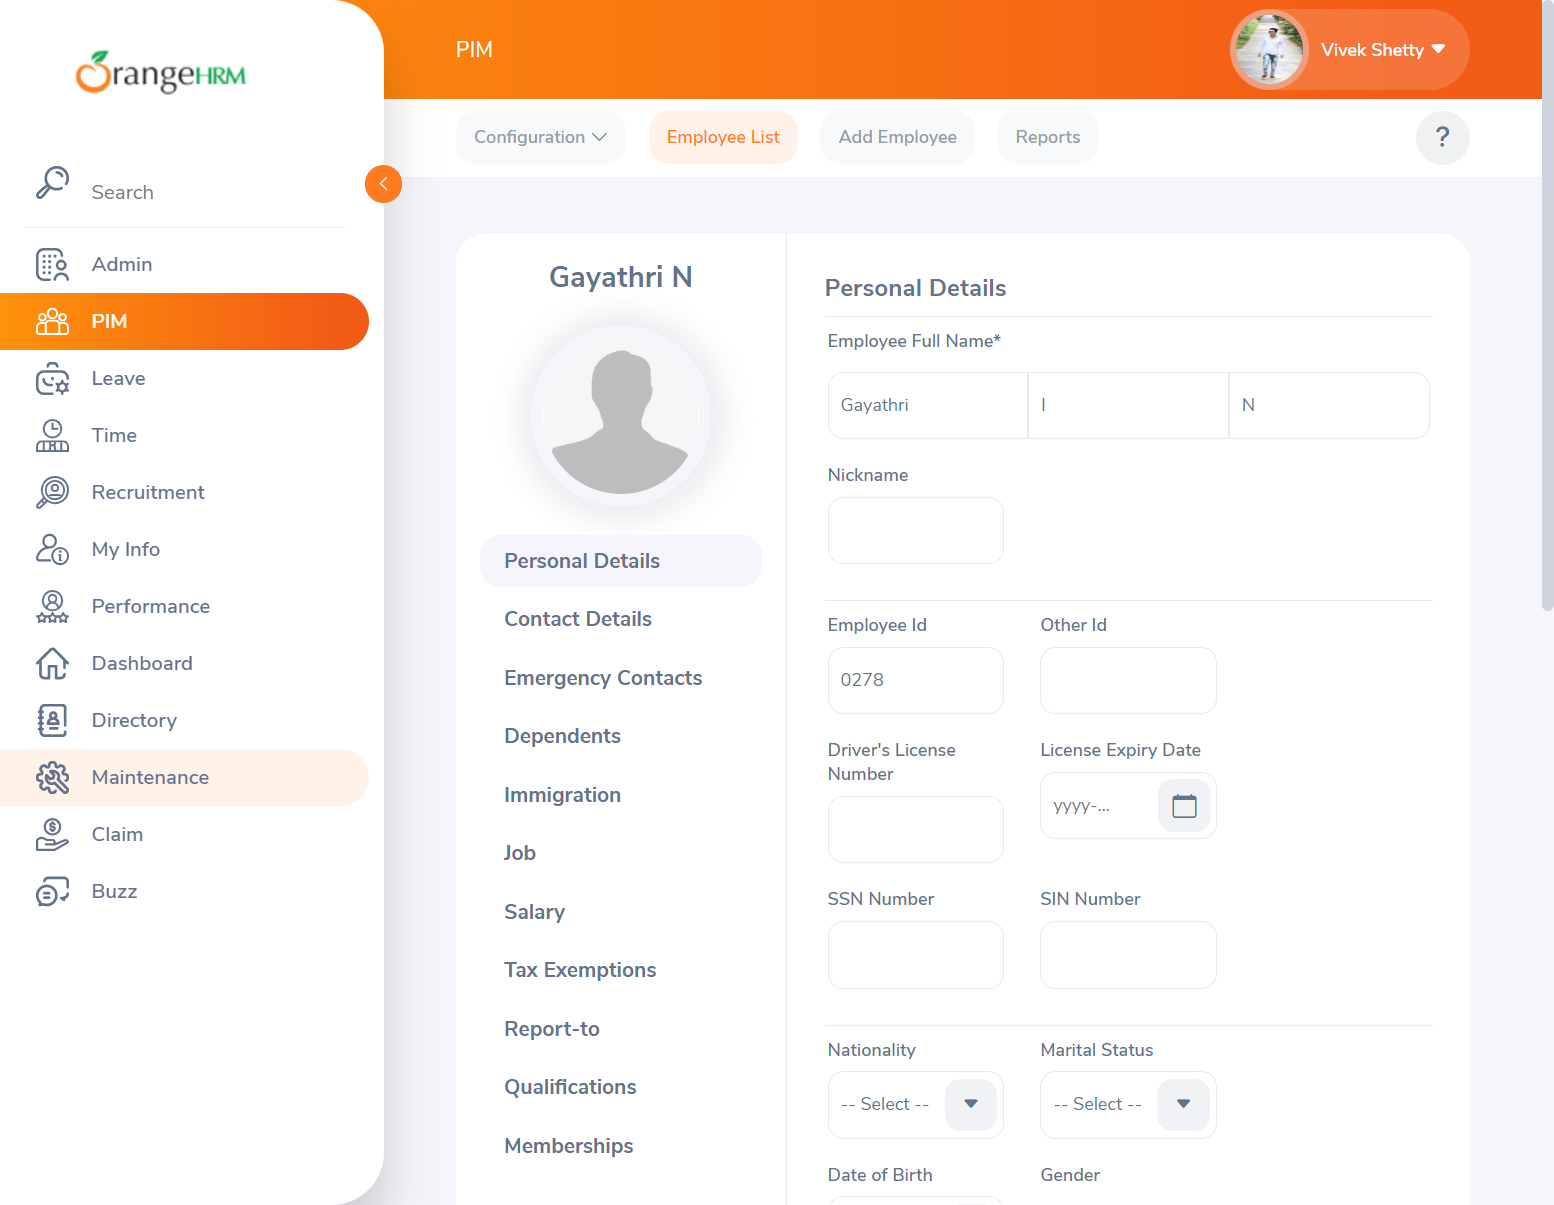 OrangeHRM
PIM
Vivek Shetty
Configuration
Employee List
Add Employee
Reports
?
Search
Admin
PIM
Leave
Time
Recruitment
My Info
Performance
Dashboard
Directory
Maintenance
Claim
Buzz
Gayathri N
Personal Details
Contact Details
Emergency Contacts
Dependents
Immigration
Job
Salary
Tax Exemptions
Report-to
Qualifications
Memberships
Personal Details
Employee Full Name*
Gayathri
I
N
Nickname
Employee Id
Other Id
0278
Driver's License
Number
License Expiry Date
yyyy-...
SSN Number
SIN Number
Nationality
Marital Status
-- Select --
-- Select --
Date of Birth
Gender